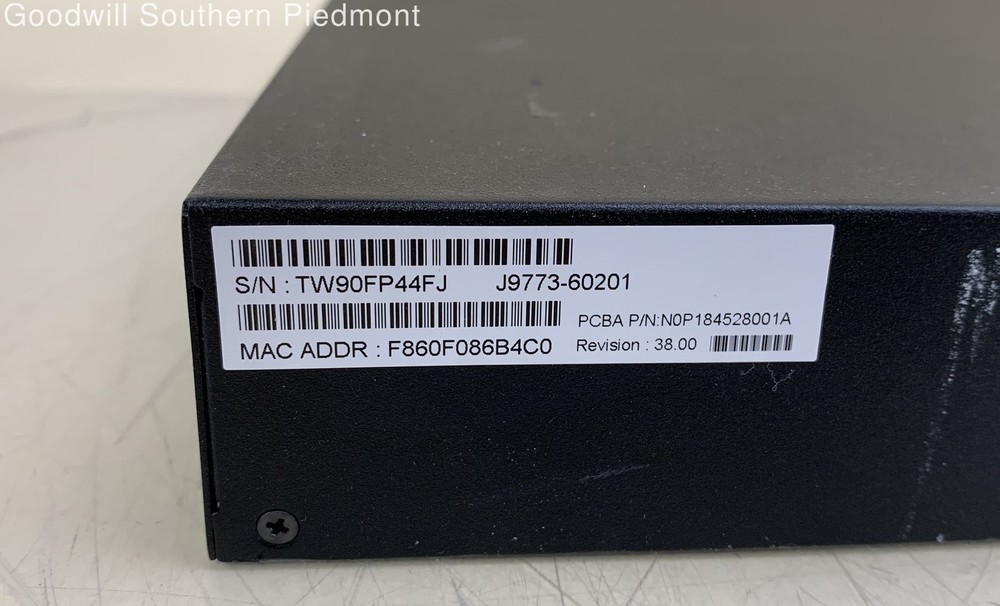 Goodwill Southern Piedmont
S/N : TW90FP44FJ J9773-60201
PCBA P/N:N0P184528001A
MAC ADDR : F860F086B4C0 Revision : 38.00